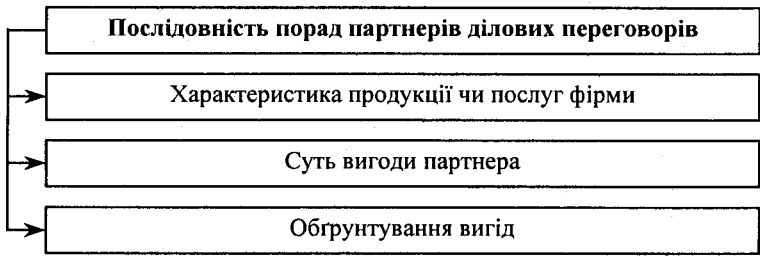 Послідовність порад партнерів ділових переговорів
Характеристика продукції чи послуг фірми
Суть вигоди партнера
Обґрунтування вигід